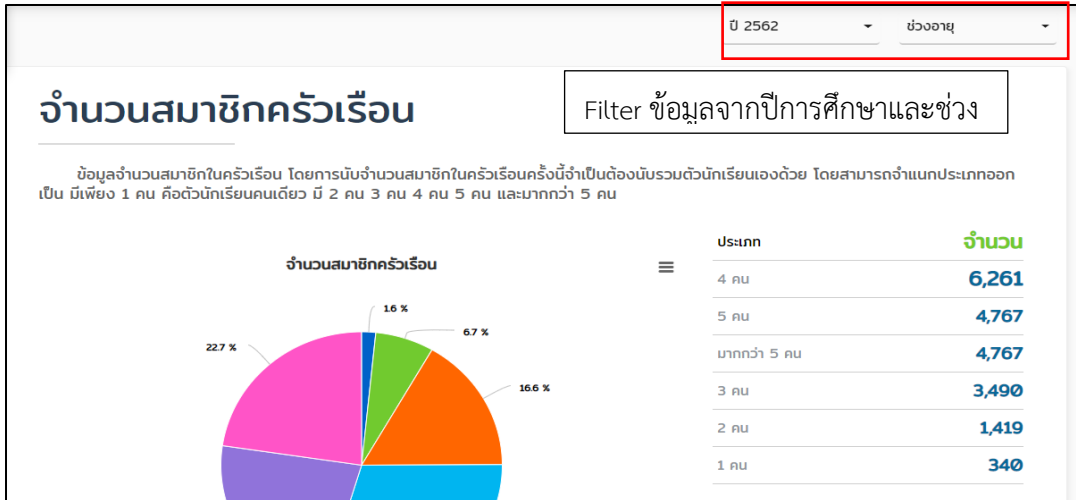 ปี 2562
ช่วงอายุ
จำนวนสมาชิกครัวเรือน
Filter ข้อมูลจากปีการศึกษาและช่วง
ข้อมูลจำนวนสมาชิกในครัวเรือน โดยการนับจำนวนสมาชิกในครัวเรือนครั้งนี้จำเป็นต้องนับรวมตัวนักเรียนเองด้วย โดยสามารถจำแนกประเภทออก
เป็น มีเพียง 1 คน คือตัวนักเรียนคนเดียว มี 2 คน 3 คน 4 คน 5 คน และมากกว่า 5 คน
จำนวนสมาชิกครัวเรือน
1.6 %
6.7 %
22.7 %
16.6 %
ประเภท จำนวน
4 คน 6,261
5 คน 4,767
มากกว่า 5 คน 4,767
3 คน 3,490
2 คน 1,419
1 คน 340